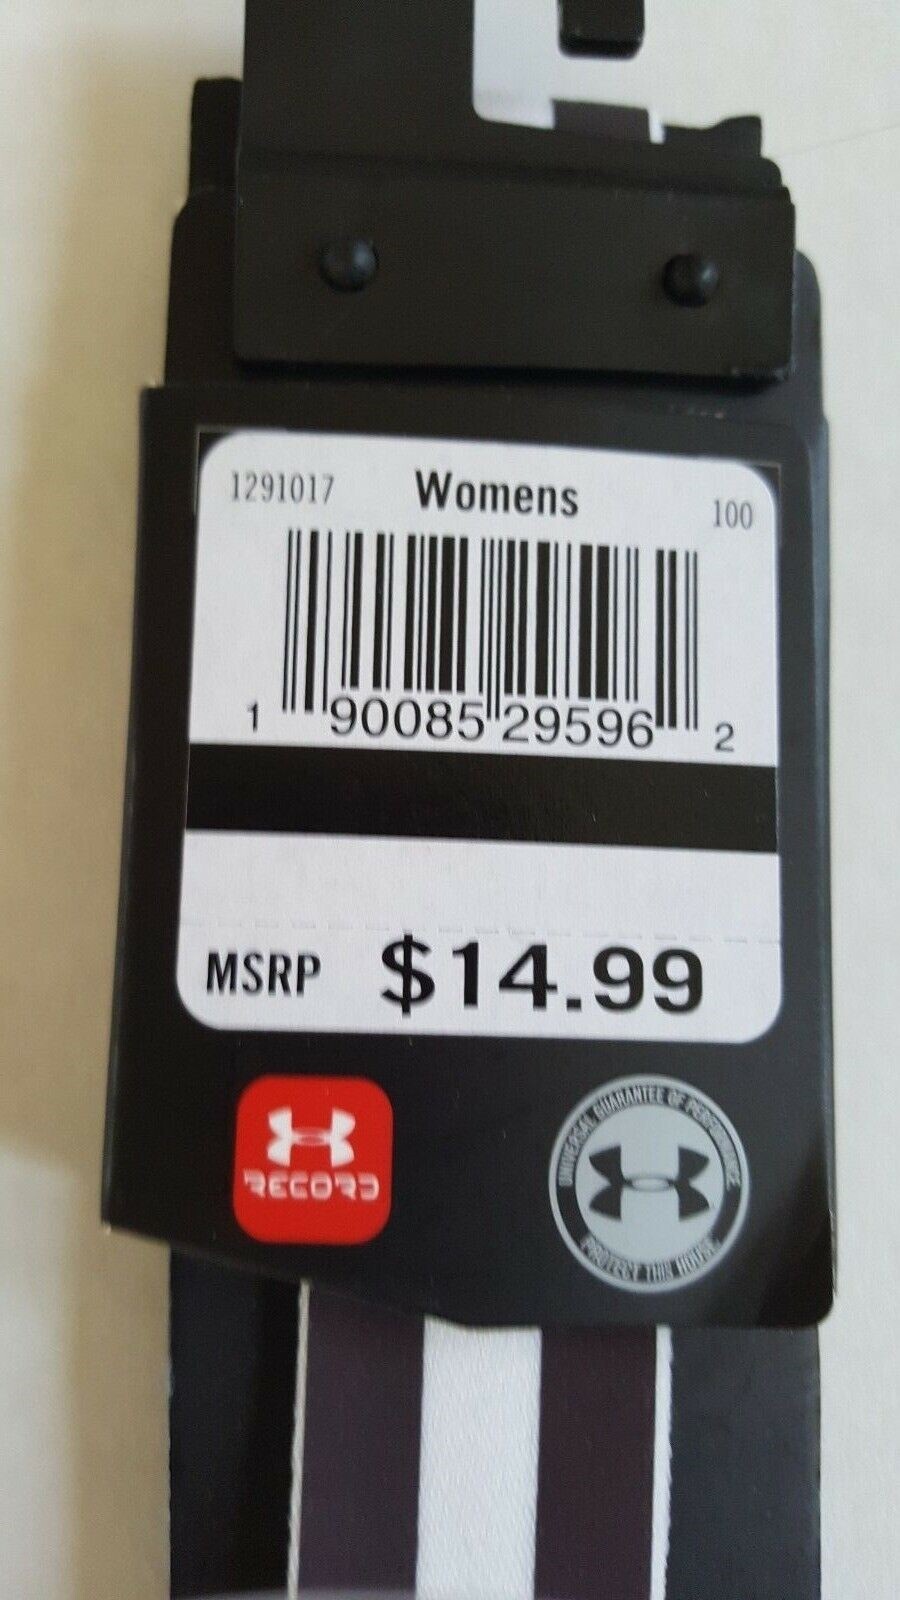 1291017 Womens 100
1 90085 29596 2
MSRP $14.99
RECORD
UNIVERSAL GUARANTEE OF PERFORMANCE.
PROTECT THIS HOUSE.